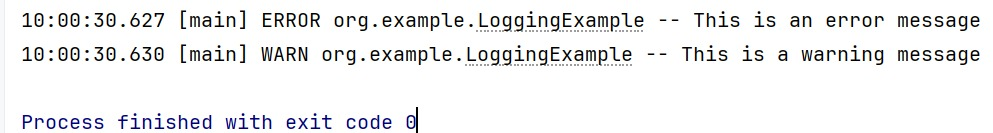 10:00:30.627 [main] ERROR org.example.LoggingExample -- This is an error message
10:00:30.630 [main] WARN org.example.LoggingExample -- This is a warning message
Process finished with exit code 0